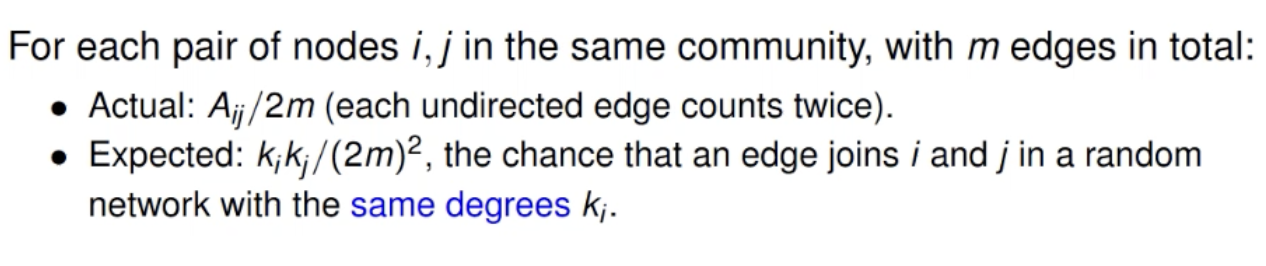 For each pair of nodes i, j in the same community, with m edges in total:
• Actual: A_ij/2m (each undirected edge counts twice).
• Expected: k_i k_j/(2m)², the chance that an edge joins i and j in a random
network with the same degrees k_i.